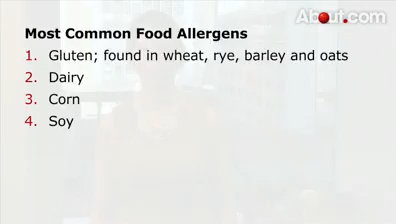 About.com
Most Common Food Allergens
1. Gluten; found in wheat, rye, barley and oats
2. Dairy
3. Corn
4. Soy